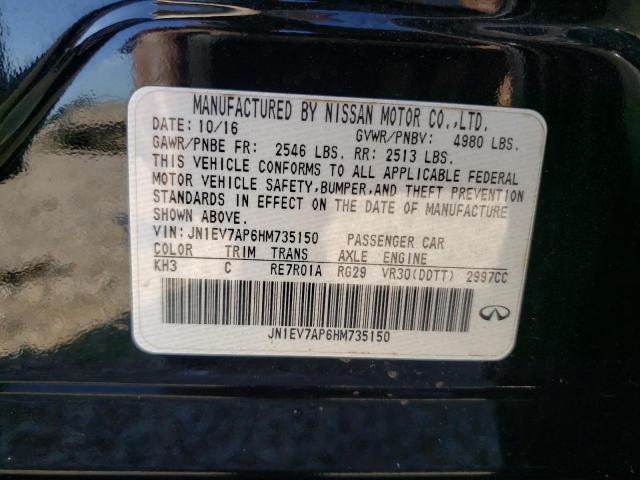 MANUFACTURED BY NISSAN MOTOR CO.,LTD.
DATE: 10/16 GVWR/PNBV: 4980 LBS.
GAWR/PNBE FR: 2546 LBS. RR: 2513 LBS.
THIS VEHICLE CONFORMS TO ALL APPLICABLE FEDERAL
MOTOR VEHICLE SAFETY,BUMPER,AND THEFT PREVENTION
STANDARDS IN EFFECT ON THE DATE OF MANUFACTURE
SHOWN ABOVE.
VIN: JN1EV7AP6HM735150 PASSENGER CAR
COLOR TRIM TRANS AXLE ENGINE
KH3 C RE7R01A RG29 VR30(DDTT) 2997CC
JN1EV7AP6HM735150